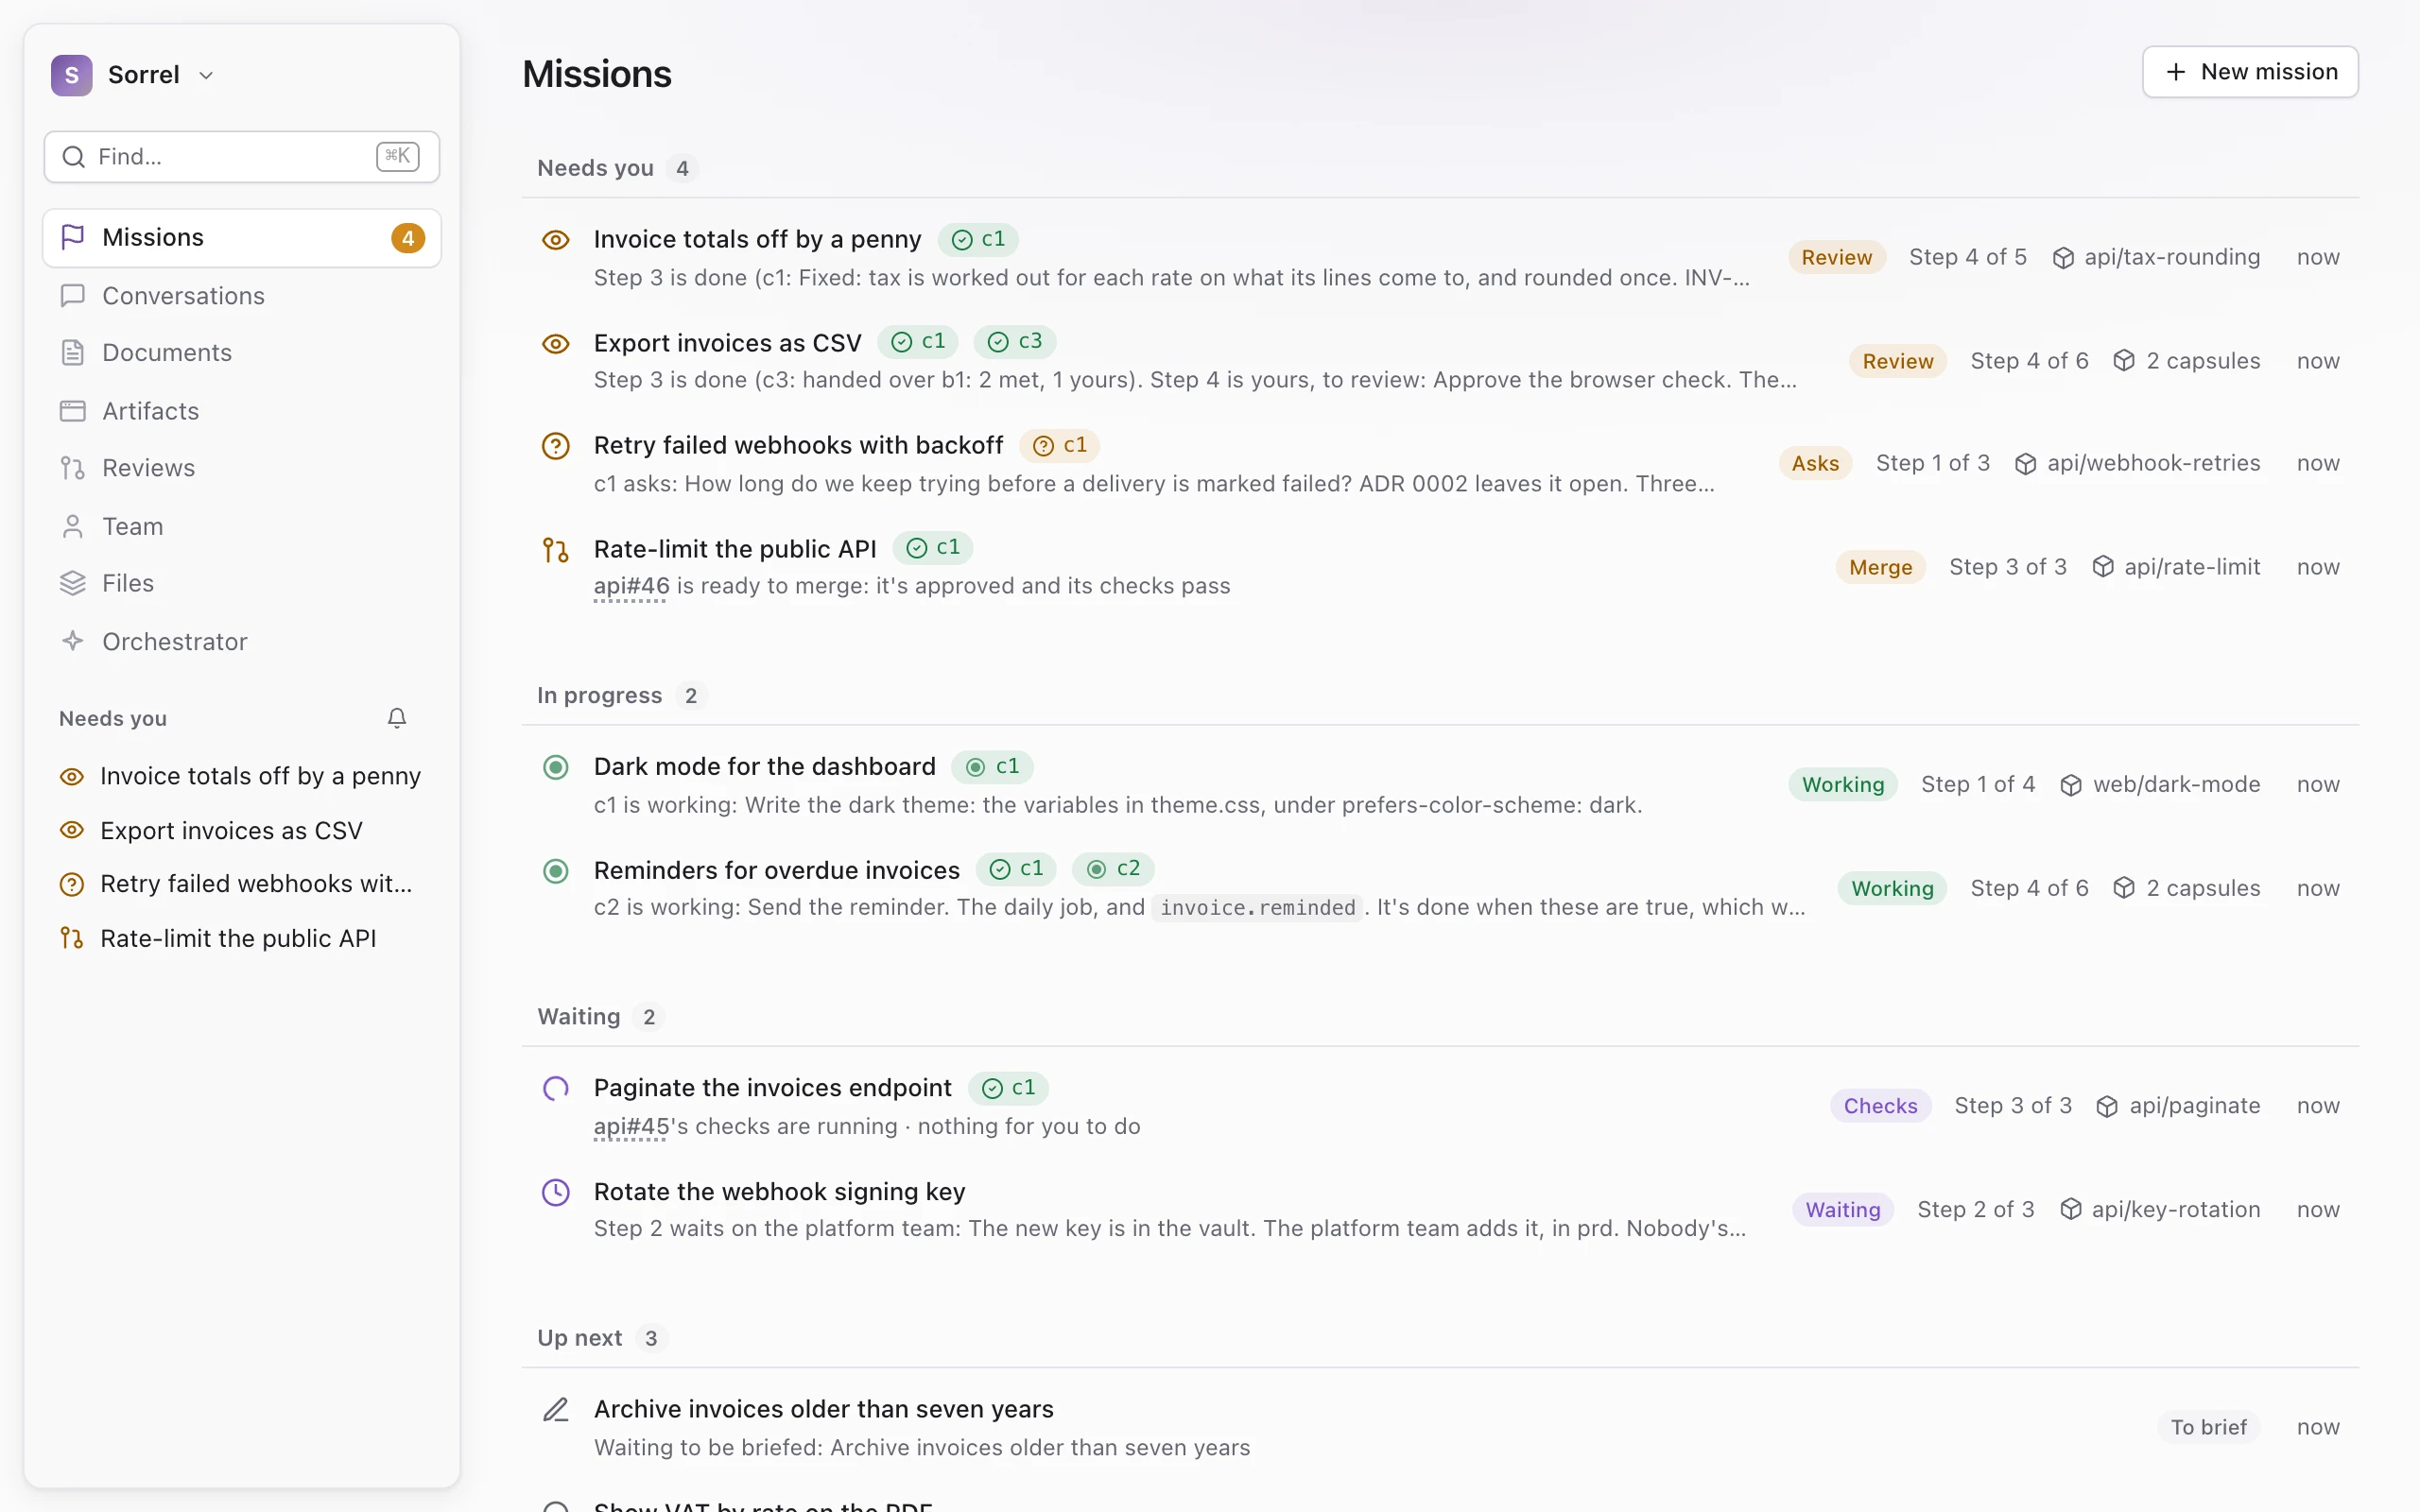 S Sorrel
Find... ⌘K
Missions 4
Conversations
Documents
Artifacts
Reviews
Team
Files
Orchestrator
Needs you
Invoice totals off by a penny
Export invoices as CSV
Retry failed webhooks wit...
Rate-limit the public API
Missions
New mission
Needs you 4
Invoice totals off by a penny c1
Step 3 is done (c1: Fixed: tax is worked out for each rate on what its lines come to, and rounded once. INV-...
Review Step 4 of 5 api/tax-rounding now
Export invoices as CSV c1 c3
Step 3 is done (c3: handed over b1: 2 met, 1 yours). Step 4 is yours, to review: Approve the browser check. The...
Review Step 4 of 6 2 capsules now
Retry failed webhooks with backoff c1
c1 asks: How long do we keep trying before a delivery is marked failed? ADR 0002 leaves it open. Three...
Asks Step 1 of 3 api/webhook-retries now
Rate-limit the public API c1
api#46 is ready to merge: it's approved and its checks pass
Merge Step 3 of 3 api/rate-limit now
In progress 2
Dark mode for the dashboard c1
c1 is working: Write the dark theme: the variables in theme.css, under prefers-color-scheme: dark.
Working Step 1 of 4 web/dark-mode now
Reminders for overdue invoices c1 c2
c2 is working: Send the reminder. The daily job, and invoice.reminded. It's done when these are true, which w...
Working Step 4 of 6 2 capsules now
Waiting 2
Paginate the invoices endpoint c1
api#45's checks are running · nothing for you to do
Checks Step 3 of 3 api/paginate now
Rotate the webhook signing key
Step 2 waits on the platform team: The new key is in the vault. The platform team adds it, in prd. Nobody's...
Waiting Step 2 of 3 api/key-rotation now
Up next 3
Archive invoices older than seven years
Waiting to be briefed: Archive invoices older than seven years
To brief now
Show VAT by rate on the PDF